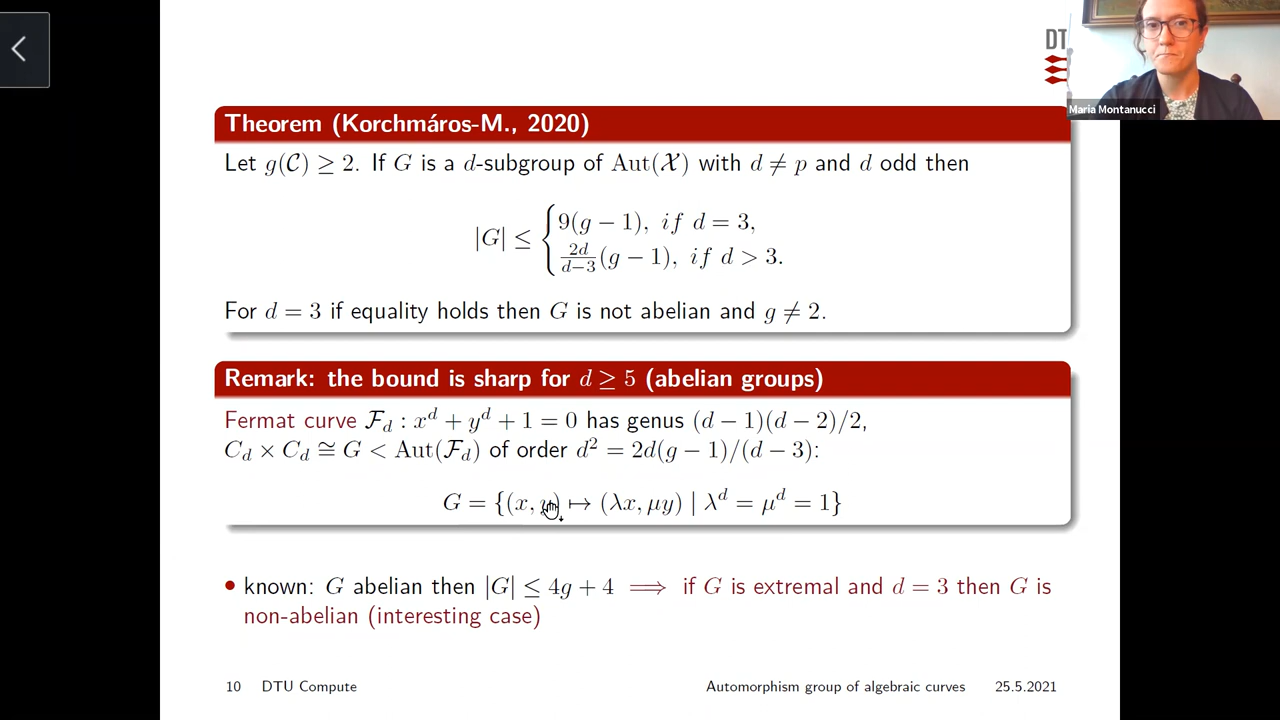 DT
Maria Montanucci
Theorem (Korchmáros-M., 2020)
Let g(𝒞) ≥ 2. If G is a d-subgroup of Aut(𝒳) with d ≠ p and d odd then
|G| ≤ { 9(g − 1), if d = 3,
2d/(d−3) (g − 1), if d > 3.
For d = 3 if equality holds then G is not abelian and g ≠ 2.
Remark: the bound is sharp for d ≥ 5 (abelian groups)
Fermat curve ℱ_d : x^d + y^d + 1 = 0 has genus (d − 1)(d − 2)/2,
C_d × C_d ≅ G < Aut(ℱ_d) of order d² = 2d(g − 1)/(d − 3):
G = {(x, y) ↦ (λx, μy) | λ^d = μ^d = 1}
• known: G abelian then |G| ≤ 4g + 4 ⟹ if G is extremal and d = 3 then G is
non-abelian (interesting case)
10 DTU Compute Automorphism group of algebraic curves 25.5.2021